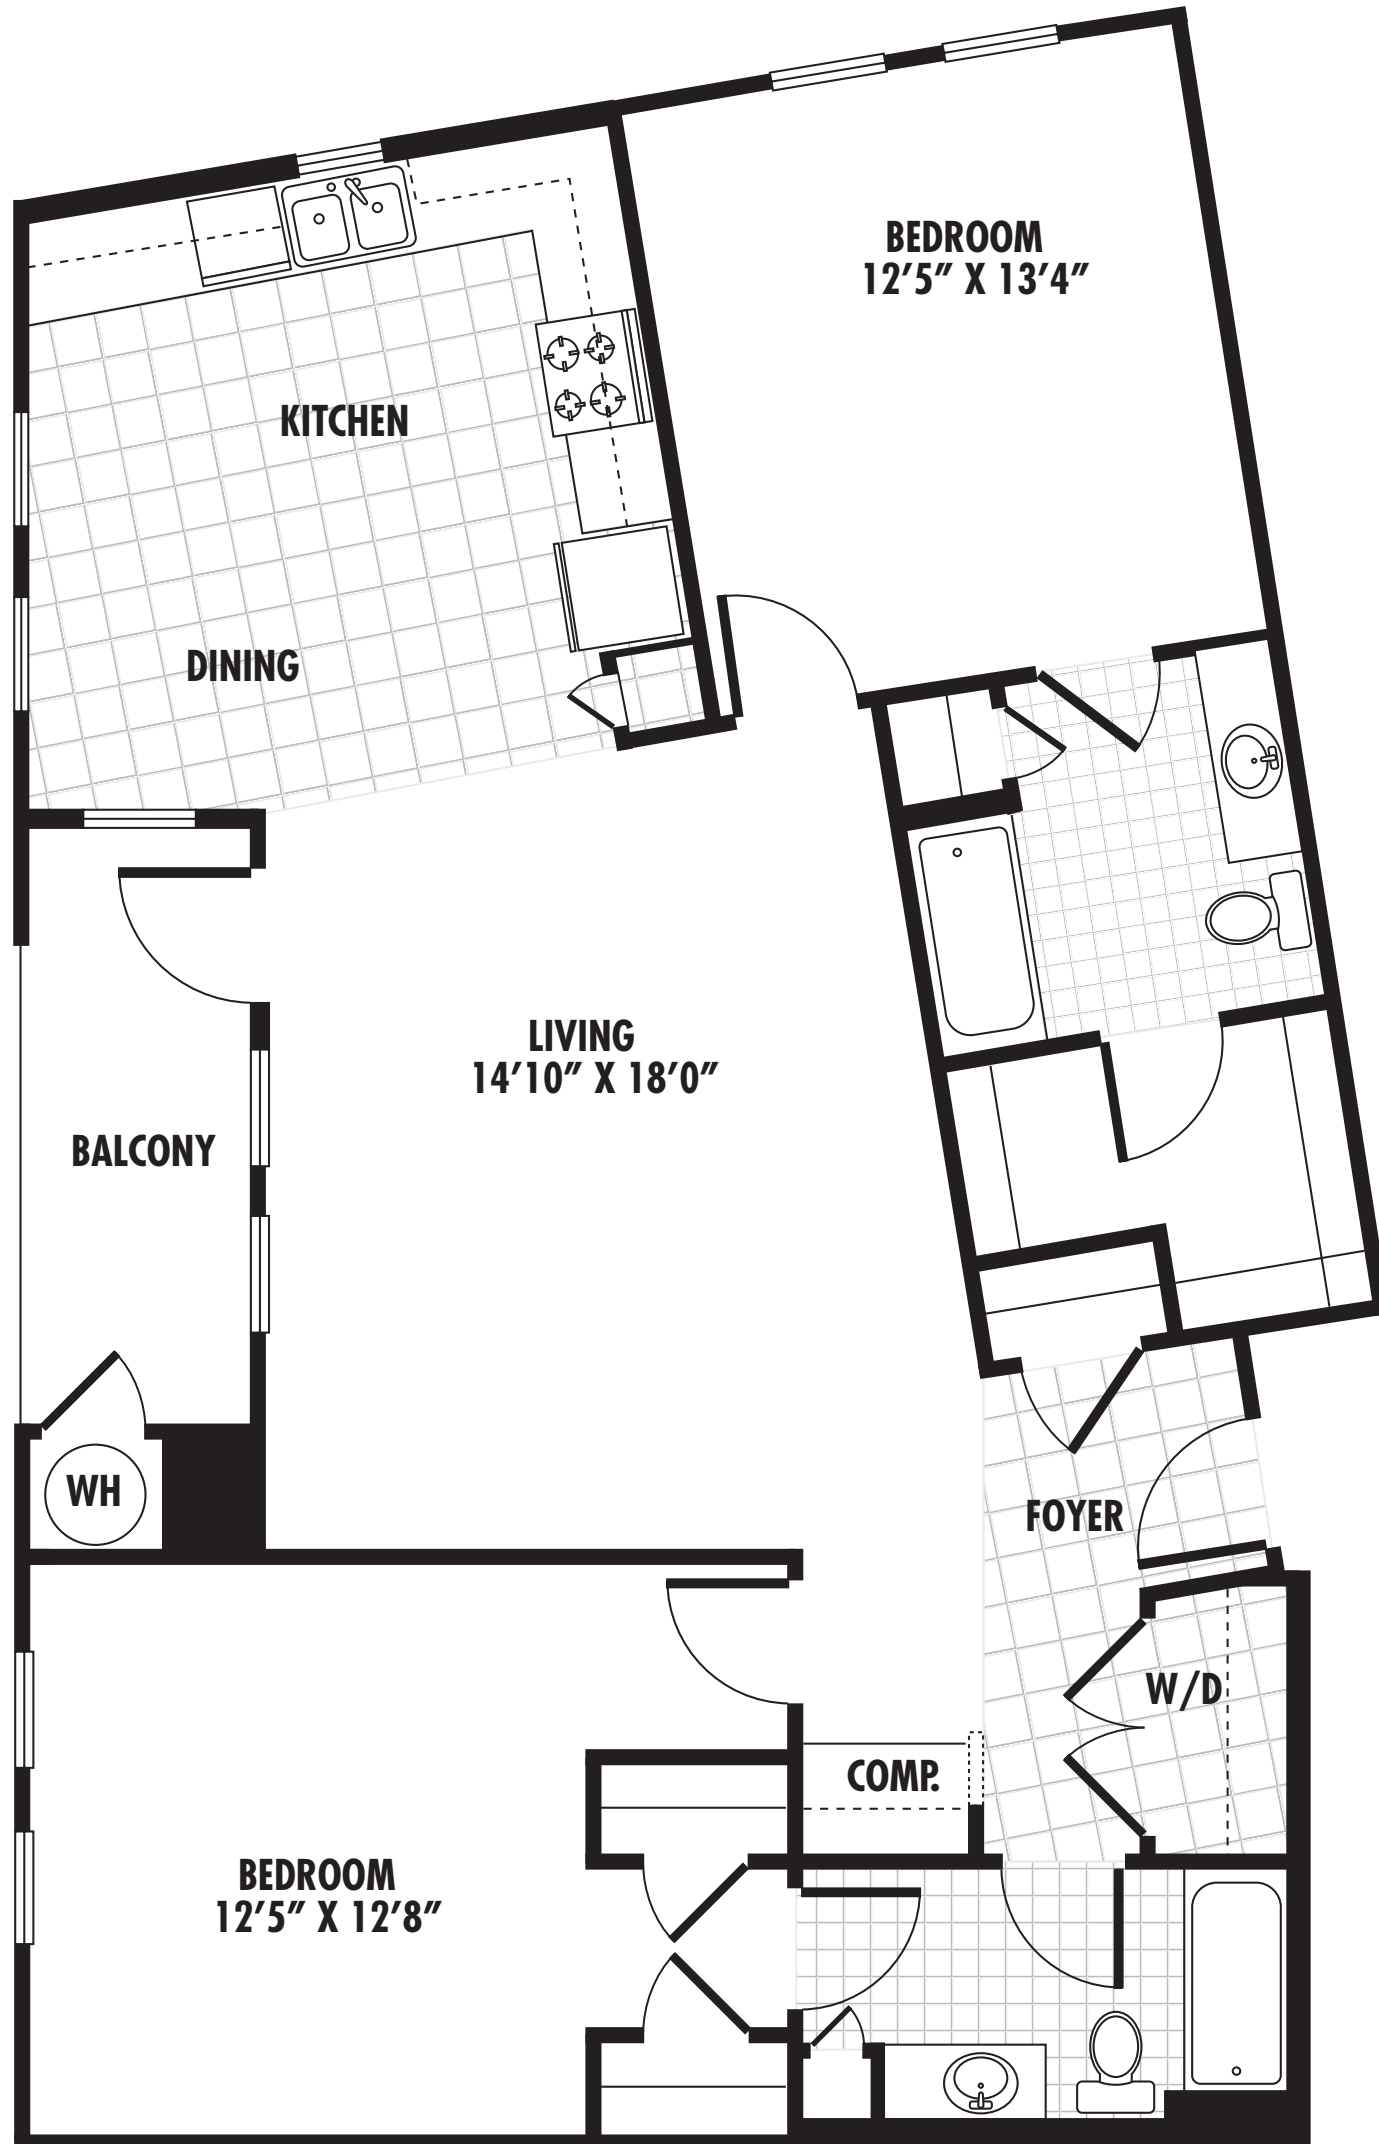 BEDROOM
12'5" X 13'4"
KITCHEN
DINING
LIVING
14'10" X 18'0"
BALCONY
WH
FOYER
W/D
COMP.
BEDROOM
12'5" X 12'8"